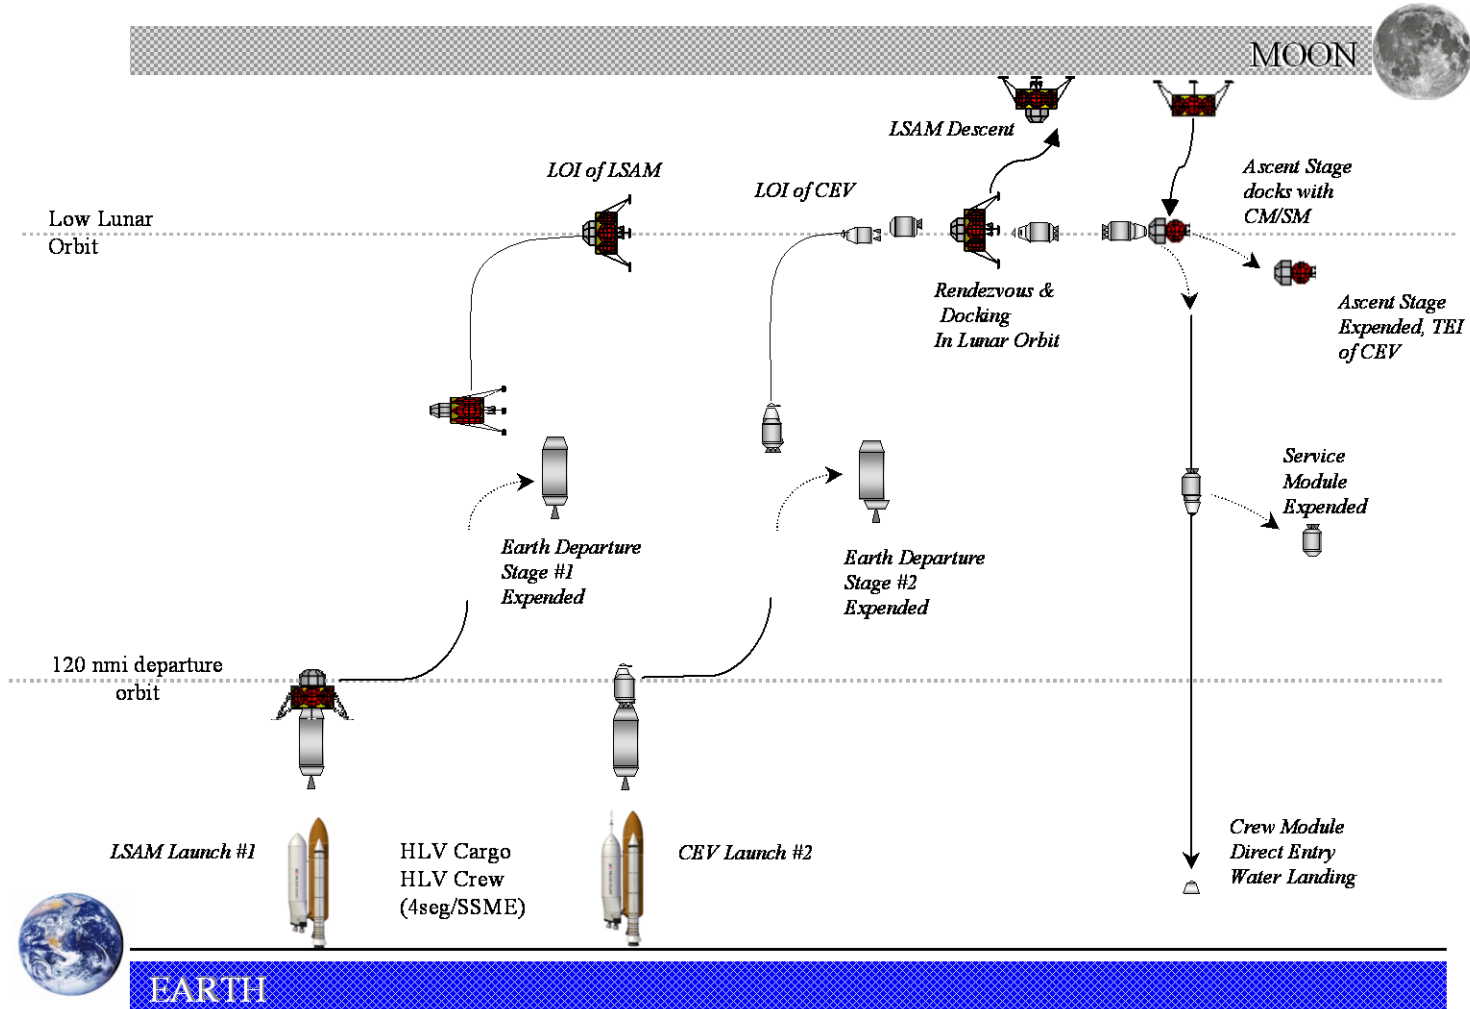 MOON
LSAM Descent
LOI of LSAM
LOI of CEV
Ascent Stage
docks with
CM/SM
Low Lunar
Orbit
Rendezvous &
Docking
In Lunar Orbit
Ascent Stage
Expended, TEI
of CEV
Service
Module
Expended
Earth Departure
Stage #1
Expended
Earth Departure
Stage #2
Expended
120 nmi departure
orbit
LSAM Launch #1
HLV Cargo
HLV Crew
(4seg/SSME)
CEV Launch #2
Crew Module
Direct Entry
Water Landing
EARTH